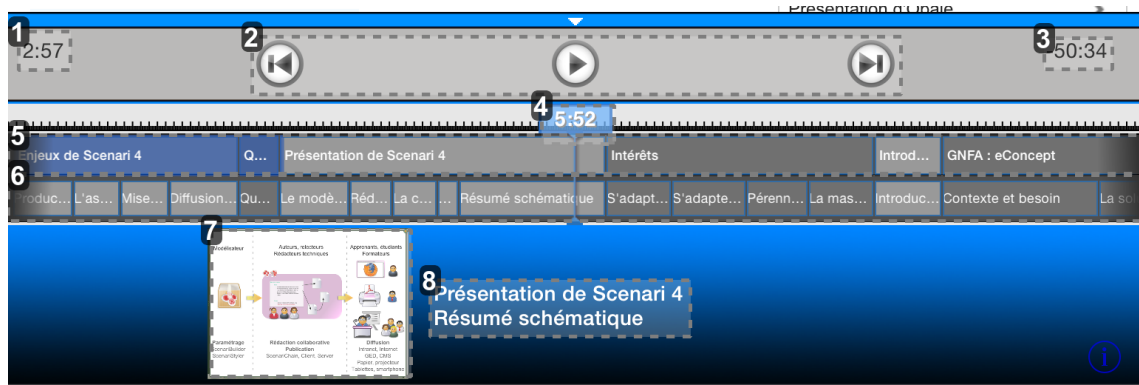 Présentation d'Opale
1
2:57
2
3
-50:34
4
5:52
5
Enjeux de Scenari 4
Q...
Présentation de Scenari 4
Intérêts
Introd...
GNFA : eConcept
6
Produc...
L'as...
Mise...
Diffusion...
Qu...
Le modè...
Réd...
La c...
...
Résumé schématique
S'adapt...
S'adapte...
Pérenn...
La mas...
Introduc...
Contexte et besoin
La sol
7
Modélisateur
Auteurs, relecteurs
Rédacteurs techniques
Apprenants, étudiants
Formateurs
Paramétrage
ScenariBuilder
ScenariStyler
Rédaction collaborative
Publication
ScenariChain, Client, Server
Diffusion
Intranet, Internet
GED, CMS
Papier, projecteur
Tablettes, smartphone
8
Présentation de Scenari 4
Résumé schématique